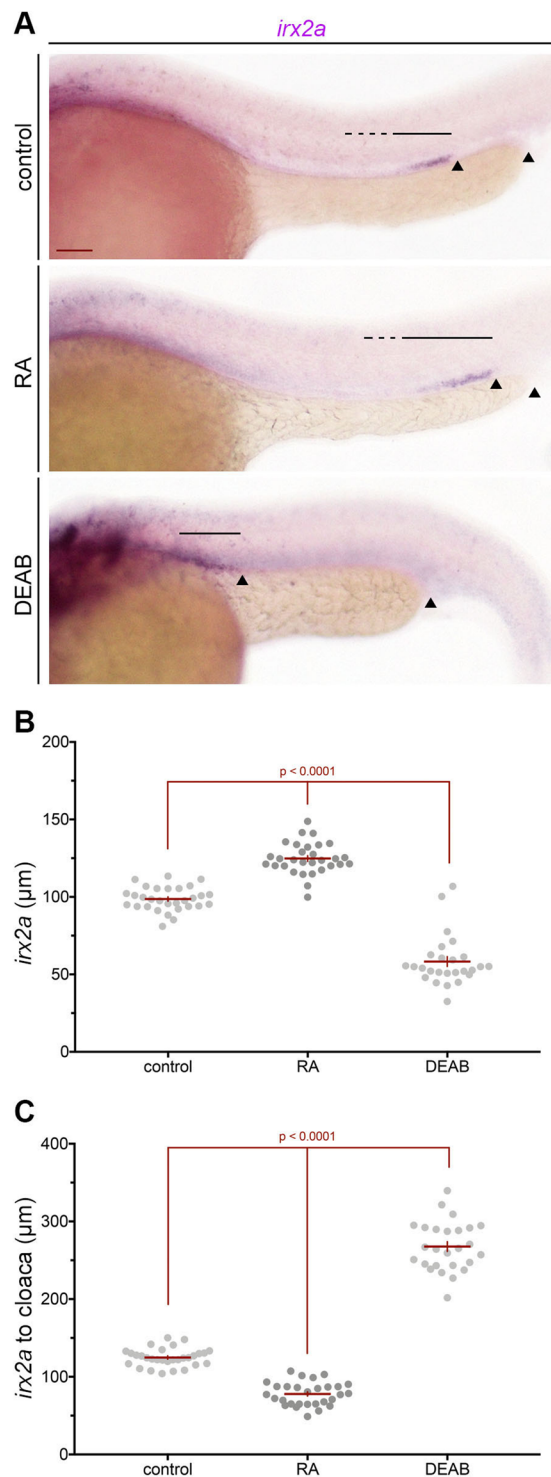 A
irx2a
control
RA
DEAB
B
200
150
100
50
0
irx2a (µm)
p < 0.0001
control RA DEAB
C
400
300
200
100
0
irx2a to cloaca (µm)
p < 0.0001
control RA DEAB